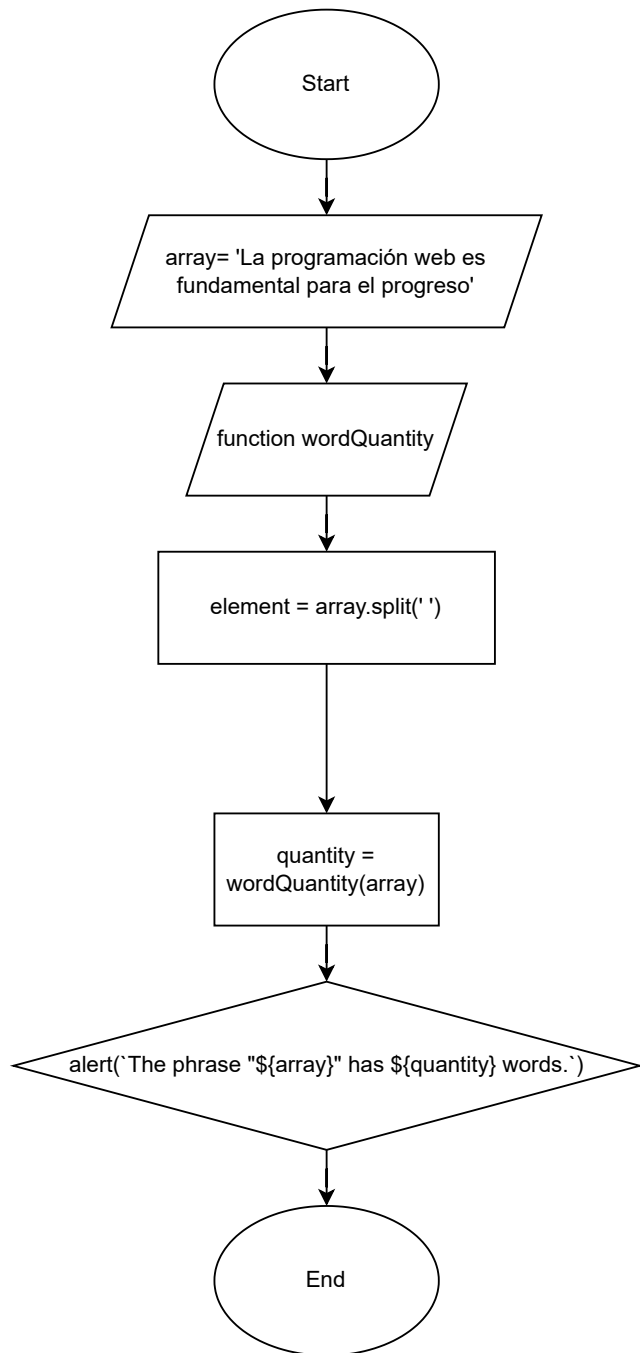 Start
array= 'La programación web es
fundamental para el progreso'
function wordQuantity
element = array.split(' ')
quantity =
wordQuantity(array)
alert(`The phrase "${array}" has ${quantity} words.`)
End